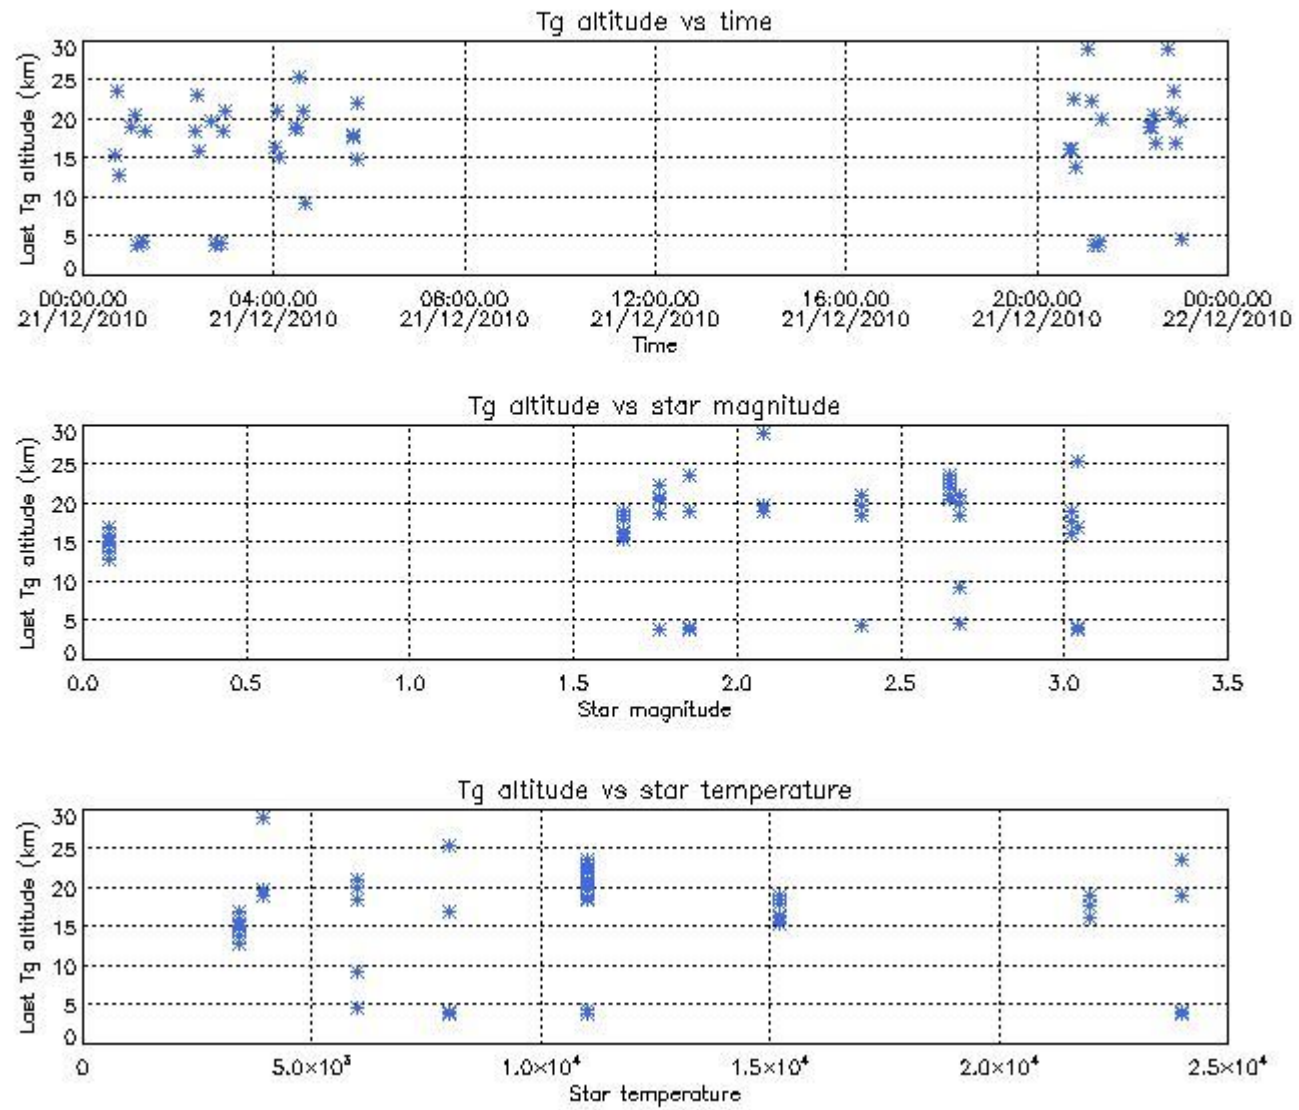 Tg altitude vs time
Last Tg altitude (km)
30
25
20
15
10
5
0
00:00.00 04:00.00 08:00.00 12:00.00 16:00.00 20:00.00 00:00.00
21/12/2010 21/12/2010 21/12/2010 21/12/2010 21/12/2010 21/12/2010 22/12/2010
Time
Tg altitude vs star magnitude
Last Tg altitude (km)
30
25
20
15
10
5
0
0.0 0.5 1.0 1.5 2.0 2.5 3.0 3.5
Star magnitude
Tg altitude vs star temperature
Last Tg altitude (km)
30
25
20
15
10
5
0
0 5.0×10³ 1.0×10⁴ 1.5×10⁴ 2.0×10⁴ 2.5×10⁴
Star temperature